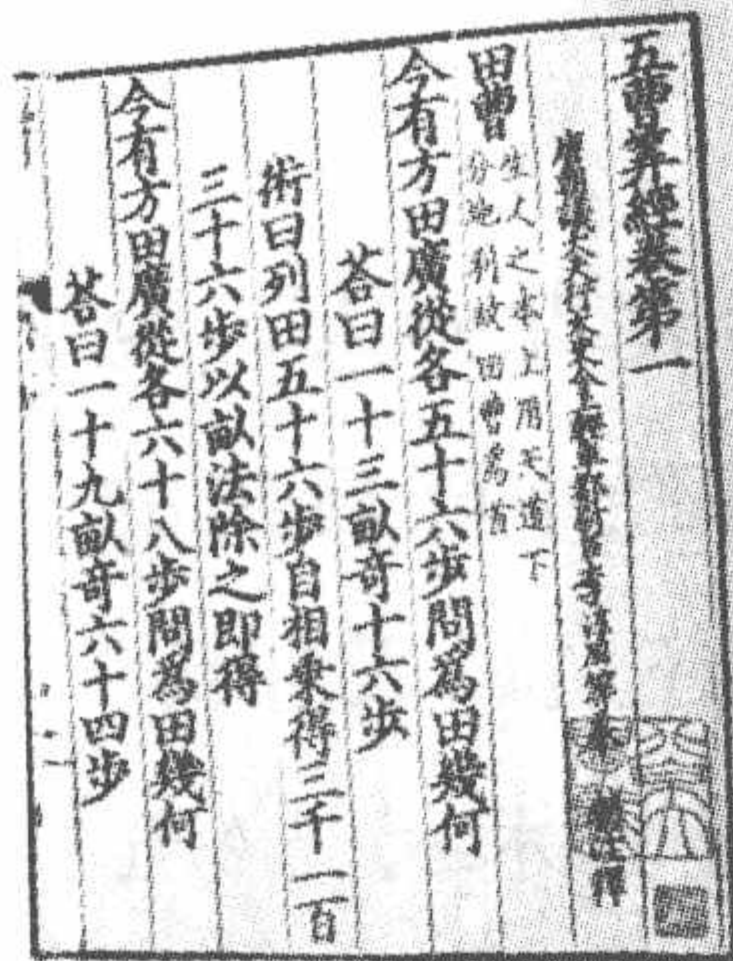 五曹筭經卷第一
唐朝議大夫行太史令上輕車都尉臣李淳風等奉 勑注釋
田曹 生人之本上用天道下
分地利故田曹爲首
今有方田廣從各五十六步問爲田幾何
荅曰一十三畝奇十六步
術曰列田五十六步自相乗得三千一百
三十六步以畝法除之即得
今有方田廣從各六十八步問爲田幾何
荅曰一十九畝奇六十四步